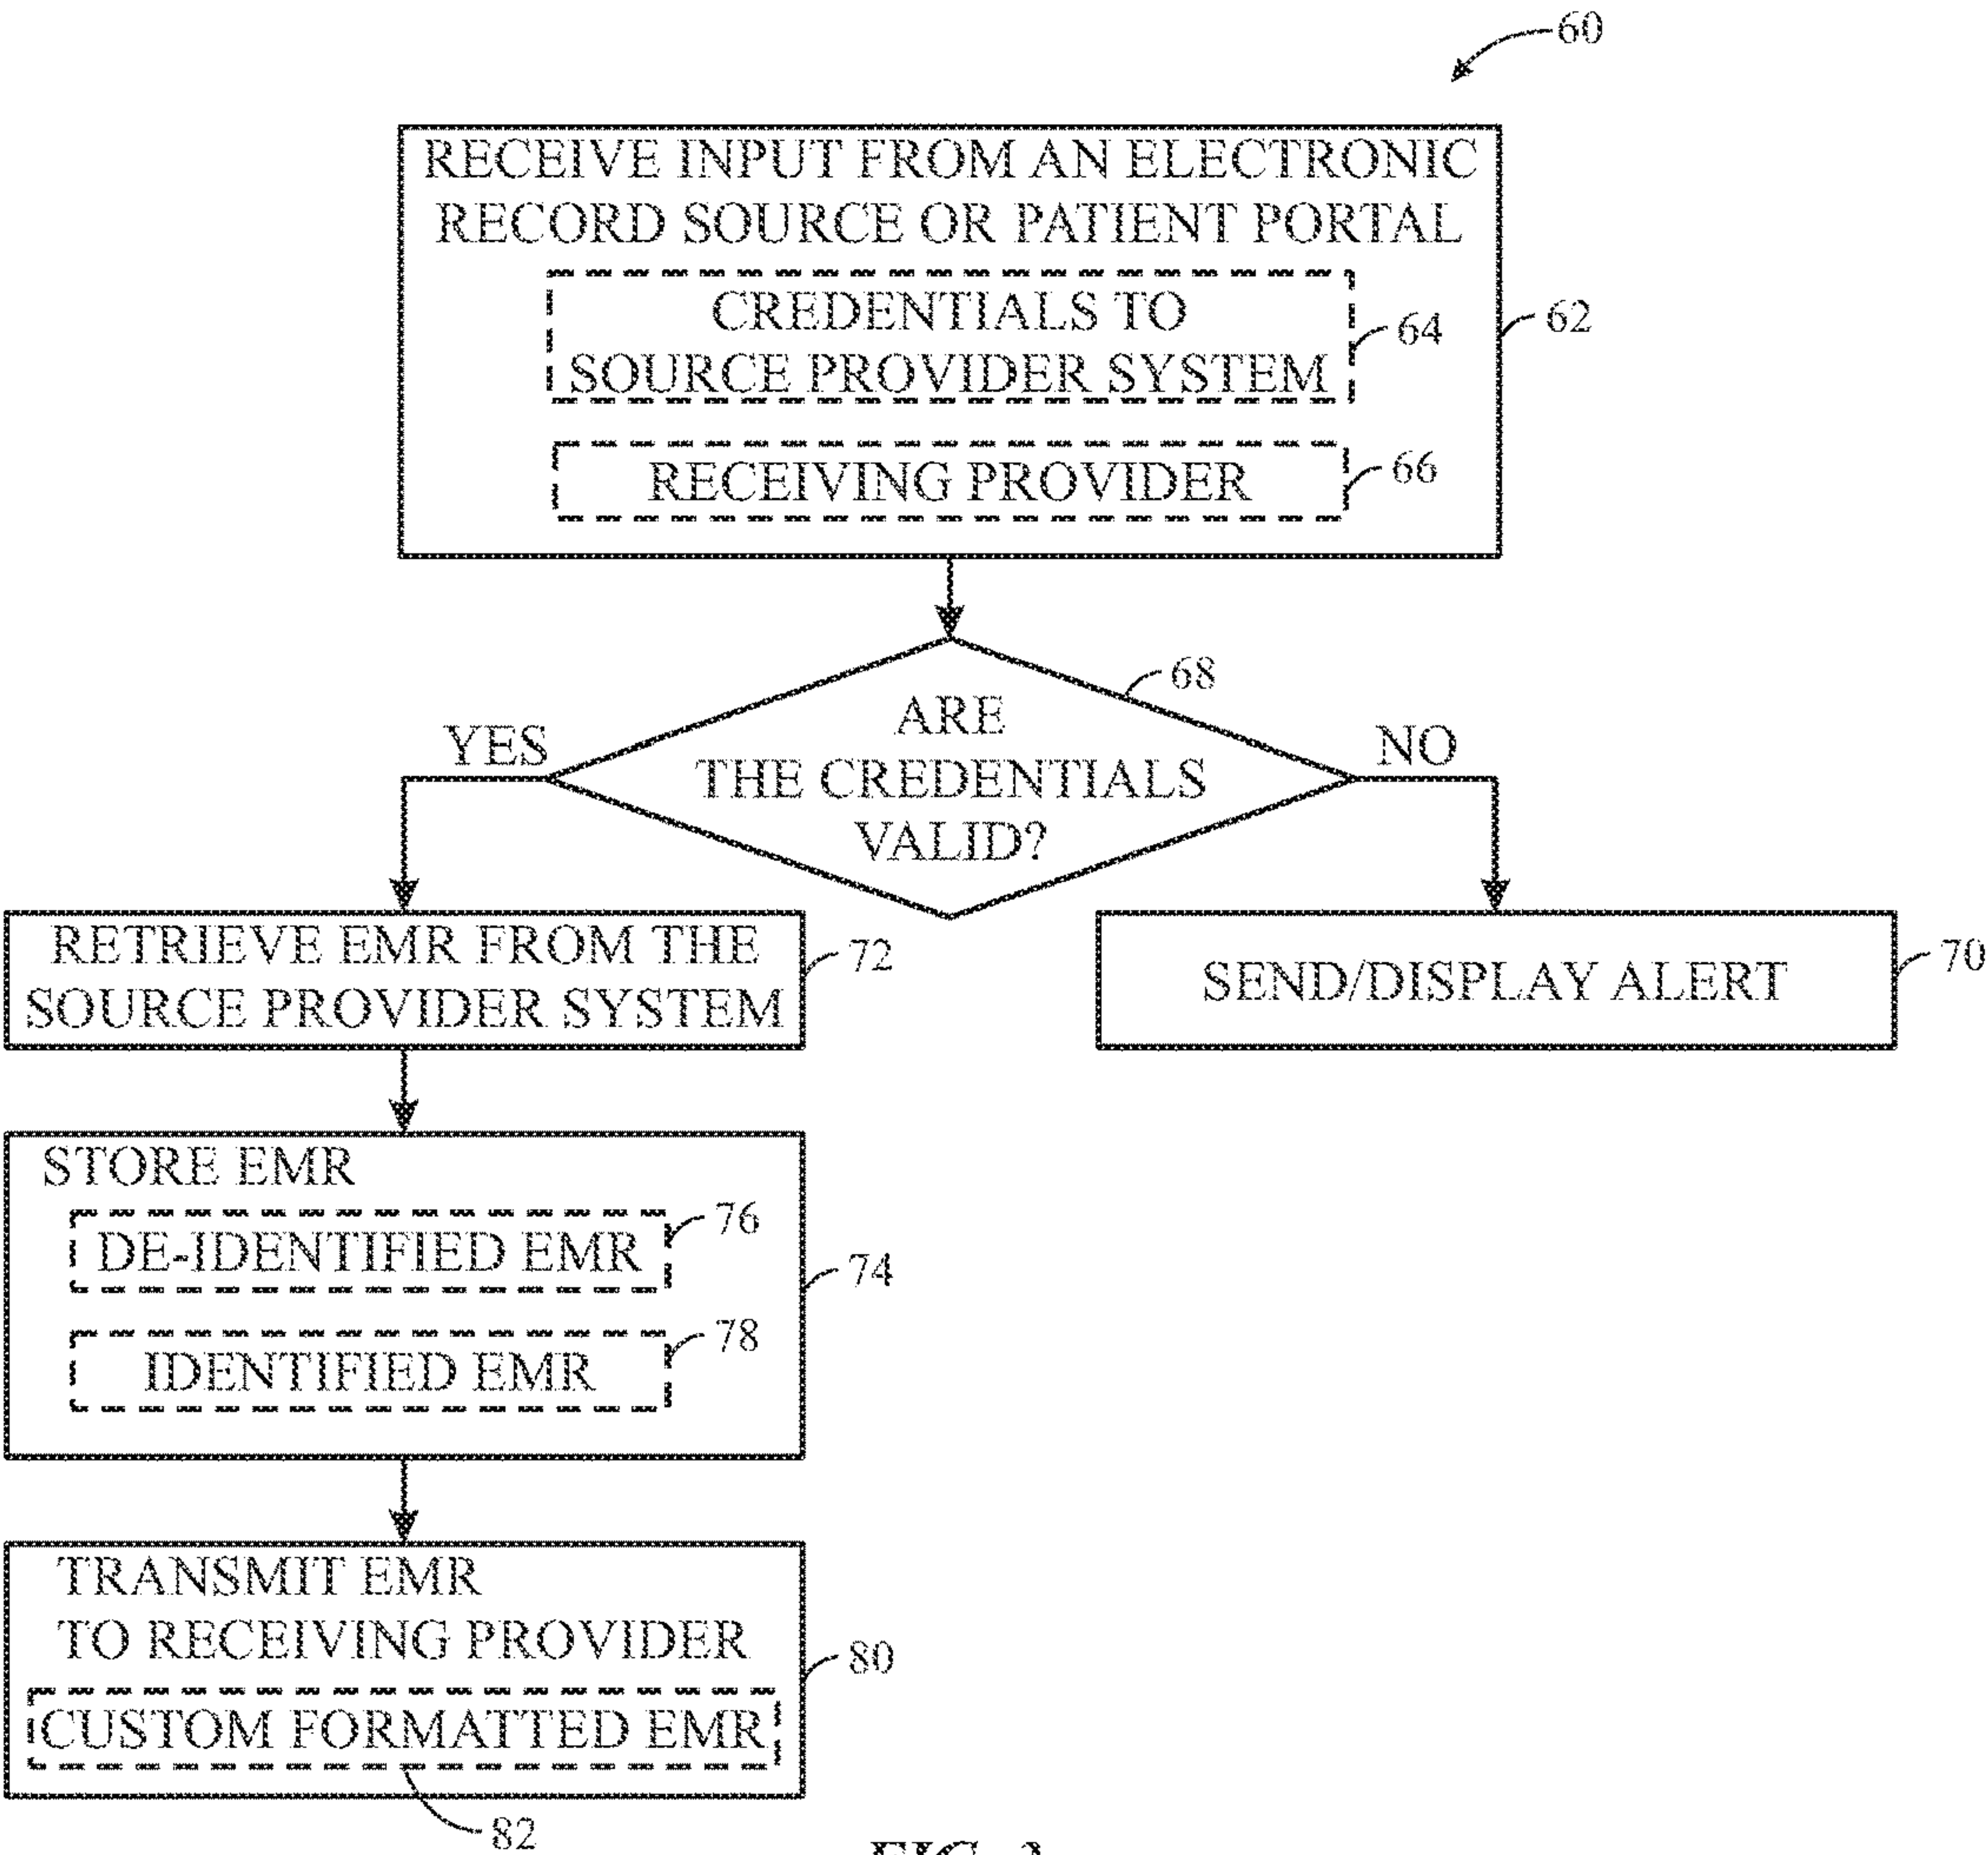 60
RECEIVE INPUT FROM AN ELECTRONIC
RECORD SOURCE OR PATIENT PORTAL
CREDENTIALS TO
SOURCE PROVIDER SYSTEM
64
62
RECEIVING PROVIDER
66
68
ARE
THE CREDENTIALS
VALID?
YES
NO
RETRIEVE EMR FROM THE
SOURCE PROVIDER SYSTEM
72
SEND/DISPLAY ALERT
70
STORE EMR
DE-IDENTIFIED EMR
76
74
IDENTIFIED EMR
78
TRANSMIT EMR
TO RECEIVING PROVIDER
80
CUSTOM FORMATTED EMR
82